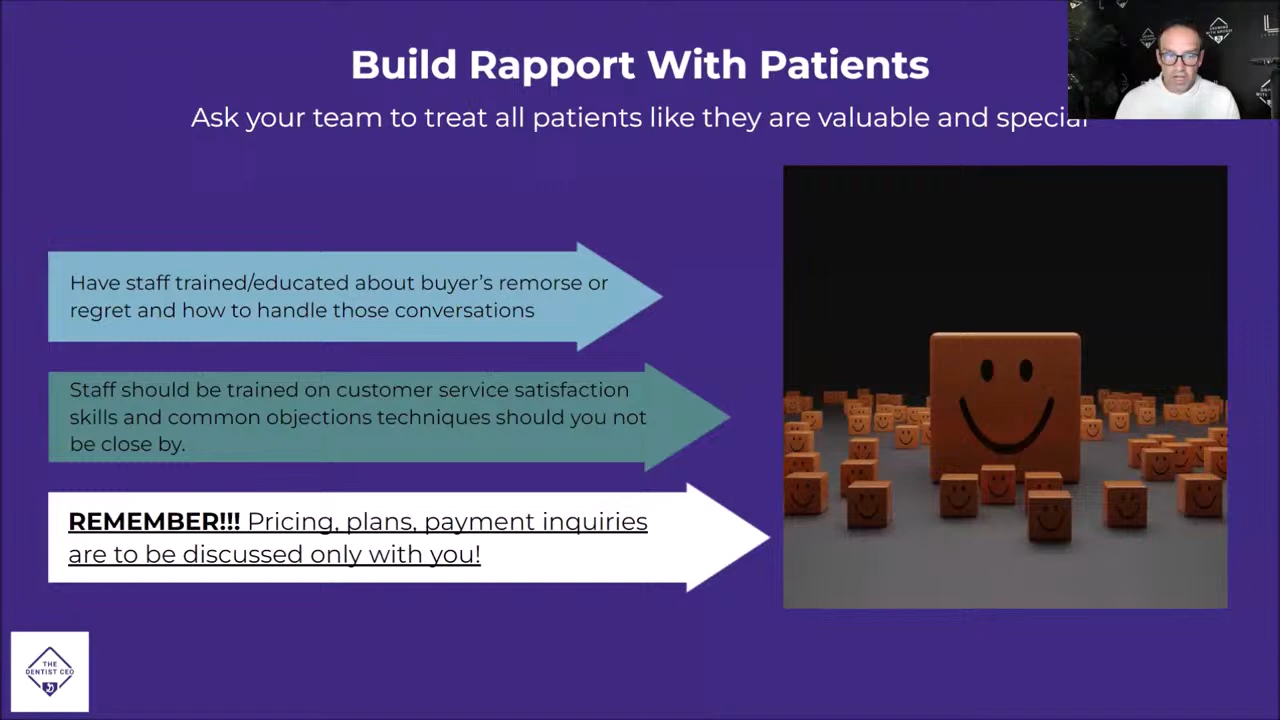 Build Rapport With Patients
Ask your team to treat all patients like they are valuable and special
Have staff trained/educated about buyer's remorse or
regret and how to handle those conversations
Staff should be trained on customer service satisfaction
skills and common objections techniques should you not
be close by.
REMEMBER!!! Pricing, plans, payment inquiries
are to be discussed only with you!
THE
DENTIST CEO